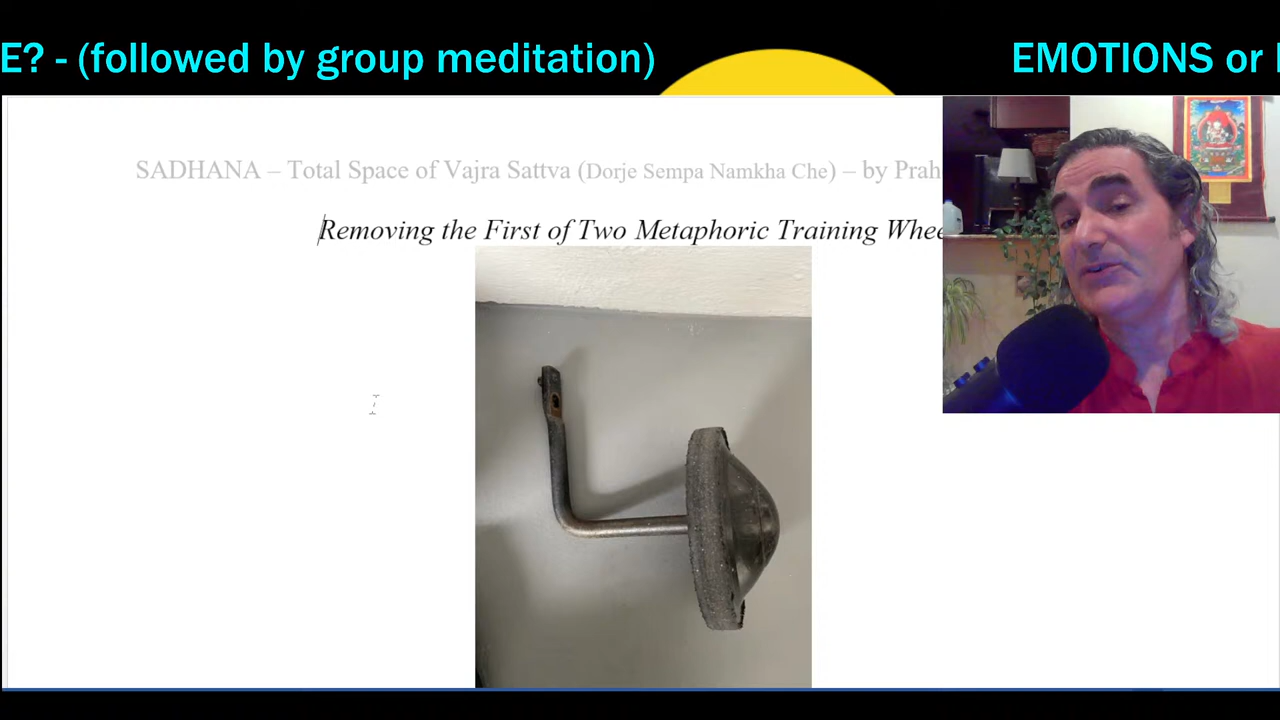 E? - (followed by group meditation)
EMOTIONS or
SADHANA – Total Space of Vajra Sattva (Dorje Sempa Namkha Che) – by Prah
Removing the First of Two Metaphoric Training Whee